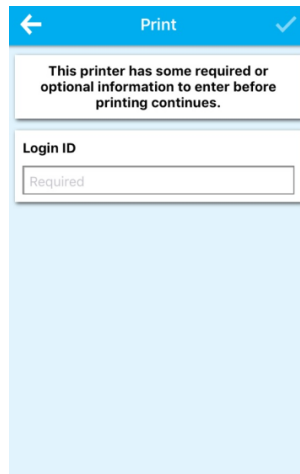 Print
This printer has some required or
optional information to enter before
printing continues.
Login ID
Required